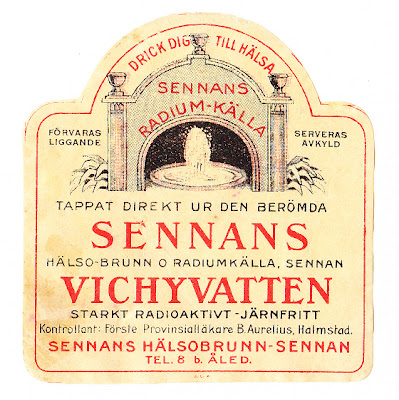 DRICK DIG TILL HÄLSA
SENNANS
RADIUM-KÄLLA
FÖRVARAS
LIGGANDE
SERVERAS
AVKYLD
TAPPAT DIREKT UR DEN BERÖMDA
SENNANS
HÄLSO-BRUNN O RADIUMKÄLLA, SENNAN
VICHYVATTEN
STARKT RADIOAKTIVT-JÄRNFRITT
Kontrollant: Förste Provinsialläkare B. Aurelius, Halmstad.
SENNANS HÄLSOBRUNN-SENNAN
TEL. 8 b. ÅLED.